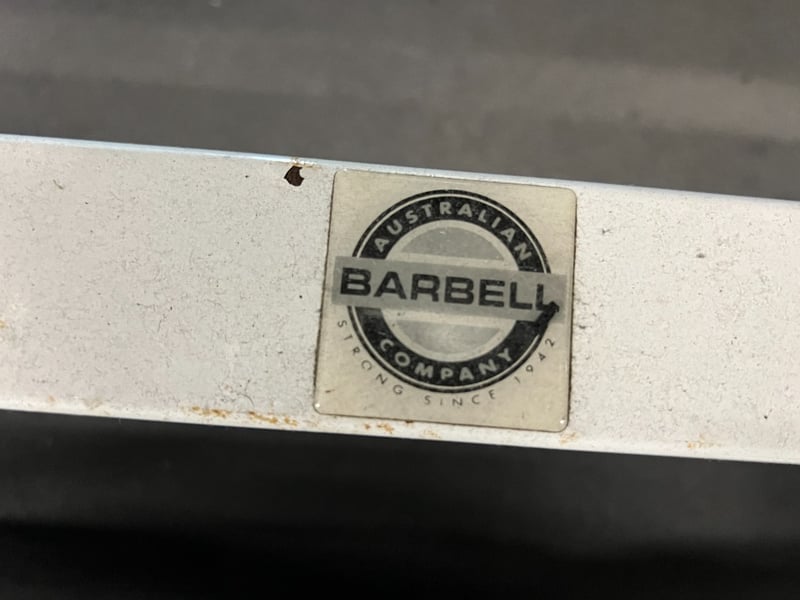 AUSTRALIAN
BARBELL
COMPANY
STRONG SINCE 1942